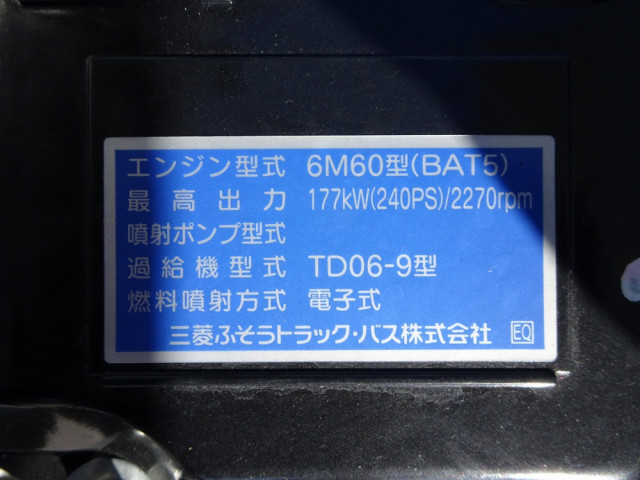 エンジン型式 6M60型(BAT5)
最高出力 177kW(240PS)/2270rpm
噴射ポンプ型式
過給機型式 TD06-9型
燃料噴射方式 電子式
三菱ふそうトラック・バス株式会社 EQ